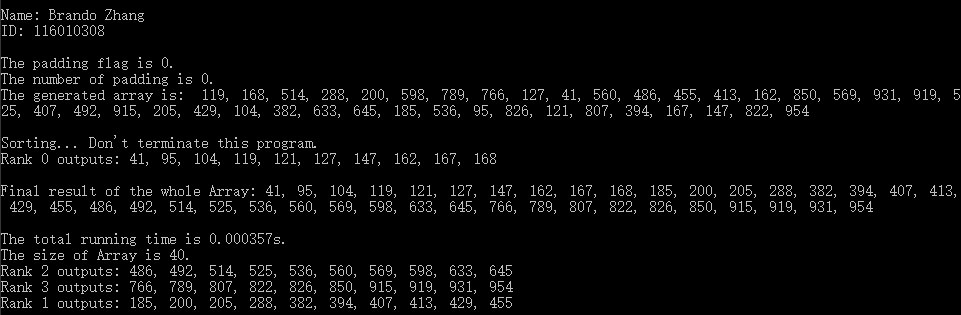 Name: Brando Zhang
ID: 116010308
The padding flag is 0.
The number of padding is 0.
The generated array is:  119, 168, 514, 288, 200, 598, 789, 766, 127, 41, 560, 486, 455, 413, 162, 850, 569, 931, 919, 5
25, 407, 492, 915, 205, 429, 104, 382, 633, 645, 185, 536, 95, 826, 121, 807, 394, 167, 147, 822, 954
Sorting... Don't terminate this program.
Rank 0 outputs: 41, 95, 104, 119, 121, 127, 147, 162, 167, 168
Final result of the whole Array: 41, 95, 104, 119, 121, 127, 147, 162, 167, 168, 185, 200, 205, 288, 382, 394, 407, 413,
429, 455, 486, 492, 514, 525, 536, 560, 569, 598, 633, 645, 766, 789, 807, 822, 826, 850, 915, 919, 931, 954
The total running time is 0.000357s.
The size of Array is 40.
Rank 2 outputs: 486, 492, 514, 525, 536, 560, 569, 598, 633, 645
Rank 3 outputs: 766, 789, 807, 822, 826, 850, 915, 919, 931, 954
Rank 1 outputs: 185, 200, 205, 288, 382, 394, 407, 413, 429, 455